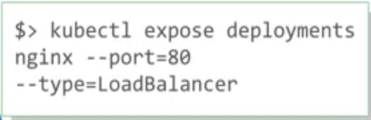 $> kubectl expose deployments
nginx --port=80
--type=LoadBalancer